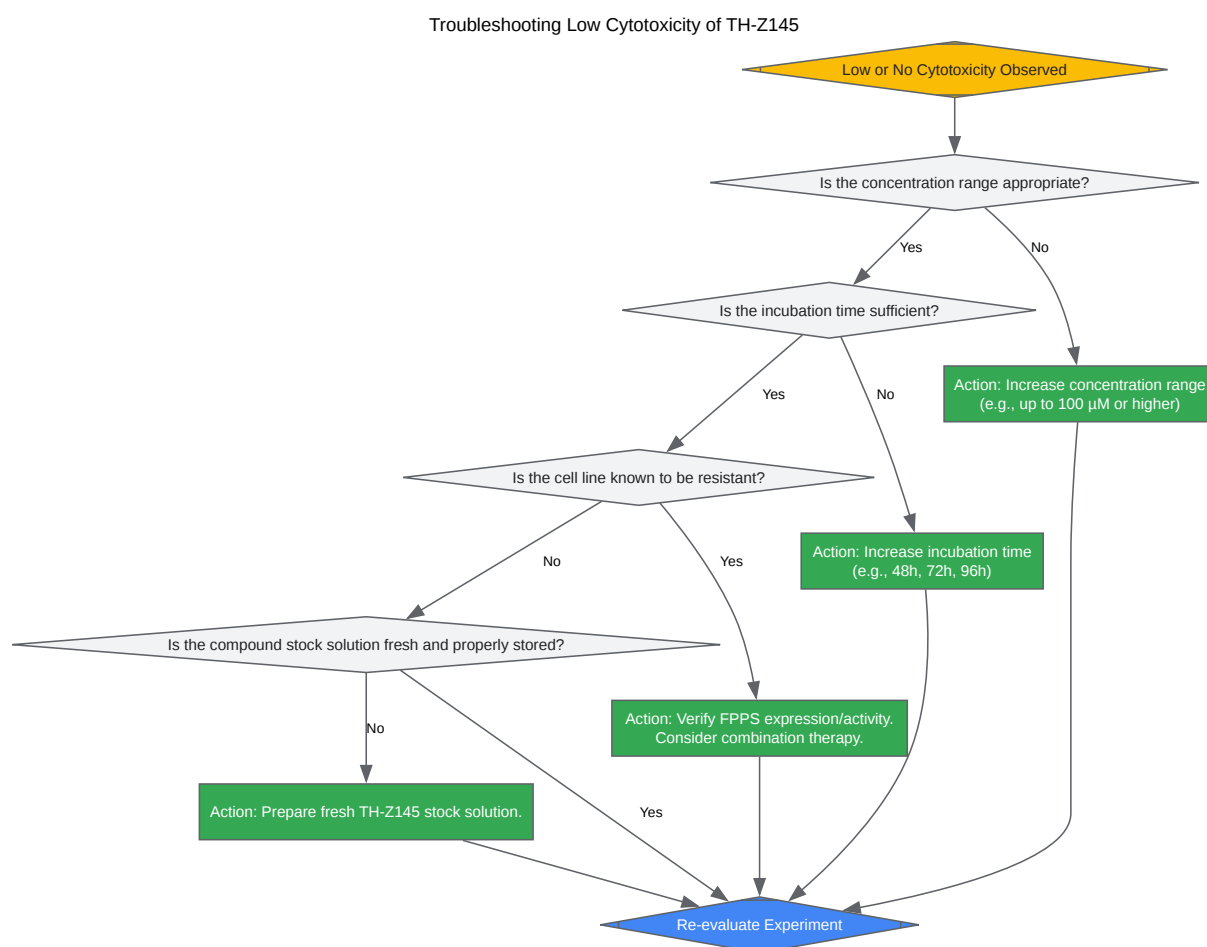 Troubleshooting Low Cytotoxicity of TH-Z145
Low or No Cytotoxicity Observed
Is the concentration range appropriate?
Yes
No
Is the incubation time sufficient?
Action: Increase concentration range
(e.g., up to 100 µM or higher)
Yes
No
Is the cell line known to be resistant?
Action: Increase incubation time
(e.g., 48h, 72h, 96h)
No
Yes
Is the compound stock solution fresh and properly stored?
Action: Verify FPPS expression/activity.
Consider combination therapy.
No
Yes
Action: Prepare fresh TH-Z145 stock solution.
Re-evaluate Experiment